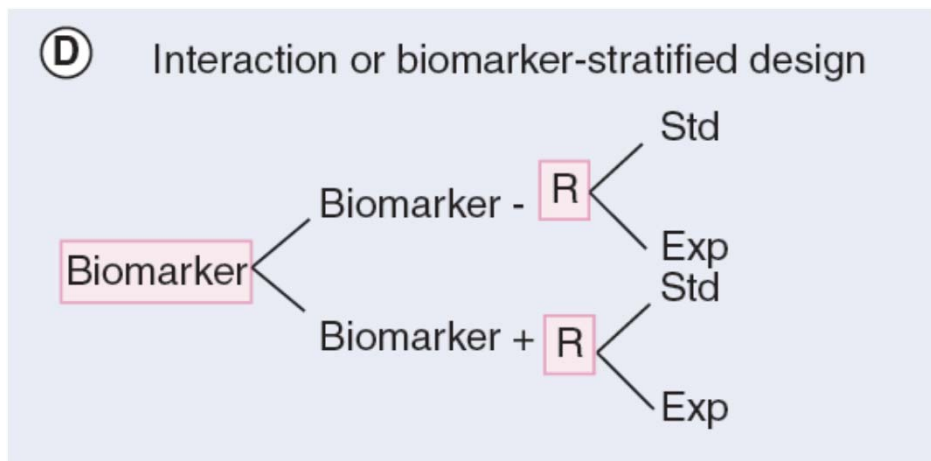 D Interaction or biomarker-stratified design
Std
Biomarker - R
Exp
Biomarker
Std
Biomarker + R
Exp